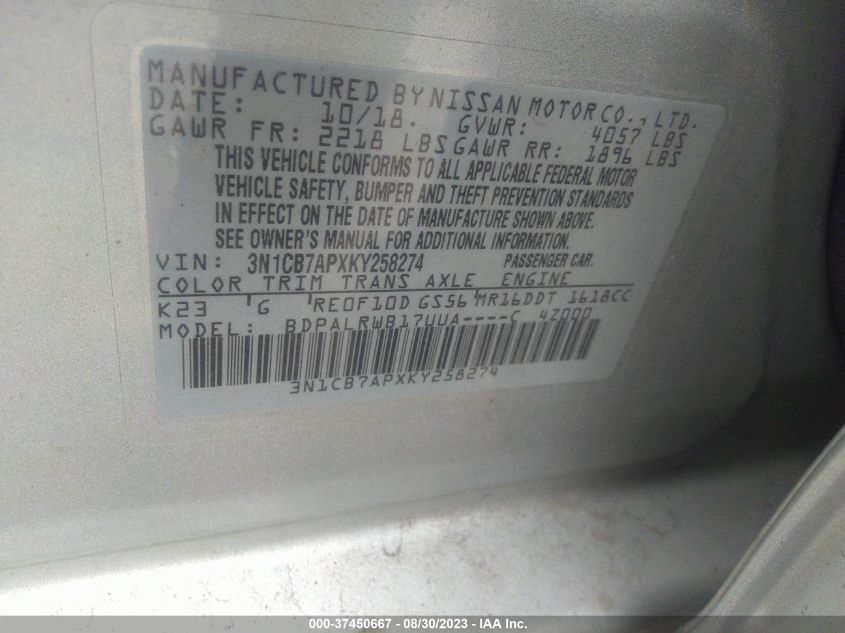 MANUFACTURED BY NISSAN MOTOR CO., LTD.
DATE: 10/18. GVWR: 4057 LBS
GAWR FR: 2218 LBS GAWR RR: 1896 LBS
THIS VEHICLE CONFORMS TO ALL APPLICABLE FEDERAL MOTOR
VEHICLE SAFETY, BUMPER AND THEFT PREVENTION STANDARDS
IN EFFECT ON THE DATE OF MANUFACTURE SHOWN ABOVE.
SEE OWNER'S MANUAL FOR ADDITIONAL INFORMATION
VIN: 3N1CB7APXKY258274 PASSENGER CAR.
COLOR TRIM TRANS AXLE ENGINE
K23 'G 'RE0F10D GS56 'MR16DDT 1618CC
MODEL: BDPALRWB17UUA----C 4Z000
3N1CB7APXKY258274
000-37450667 - 08/30/2023 - IAA Inc.